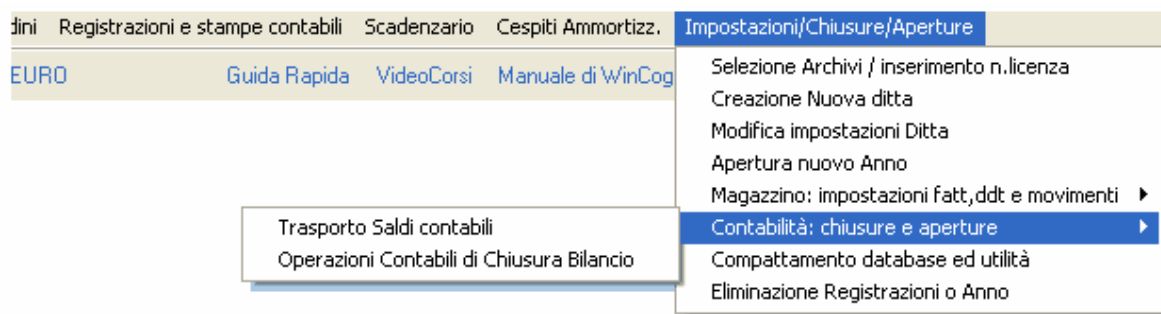 dini Registrazioni e stampe contabili Scadenzario Cespiti Ammortizz. Impostazioni/Chiusure/Aperture
EURO Guida Rapida VideoCorsi Manuale di WinCog
Selezione Archivi / inserimento n.licenza
Creazione Nuova ditta
Modifica impostazioni Ditta
Apertura nuovo Anno
Magazzino: impostazioni fatt,ddt e movimenti
Contabilità: chiusure e aperture
Compattamento database ed utilità
Eliminazione Registrazioni o Anno
Trasporto Saldi contabili
Operazioni Contabili di Chiusura Bilancio